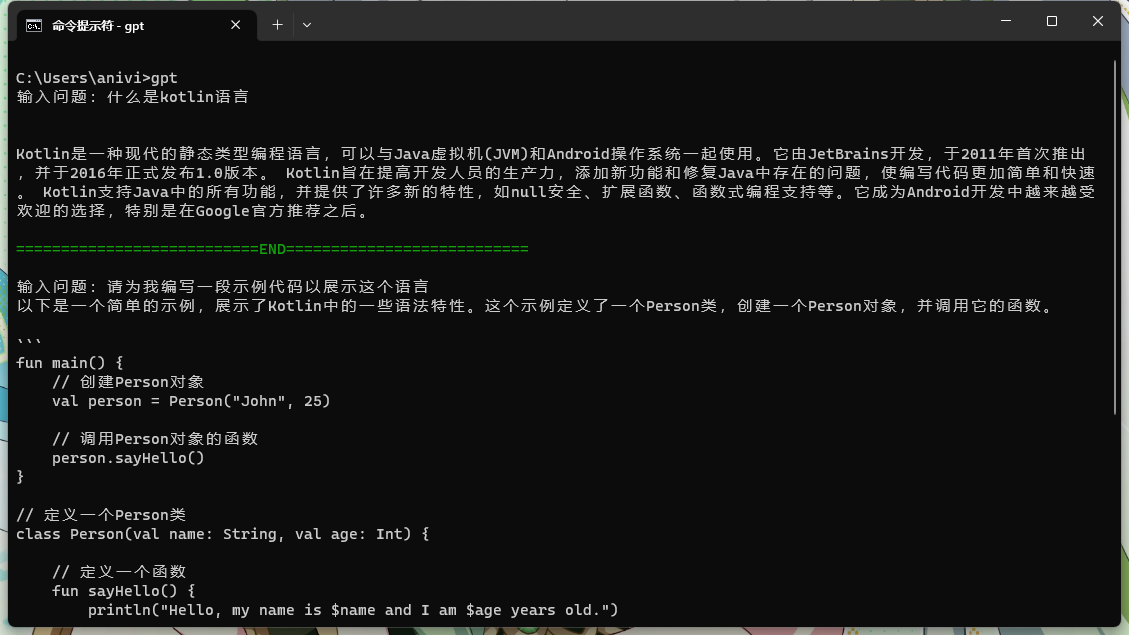 命令提示符 - gpt
C:\Users\anivi>gpt
输入问题：什么是kotlin语言
Kotlin是一种现代的静态类型编程语言，可以与Java虚拟机(JVM)和Android操作系统一起使用。它由JetBrains开发，于2011年首次推出
，并于2016年正式发布1.0版本。 Kotlin旨在提高开发人员的生产力，添加新功能和修复Java中存在的问题，使编写代码更加简单和快速
。 Kotlin支持Java中的所有功能，并提供了许多新的特性，如null安全、扩展函数、函数式编程支持等。它成为Android开发中越来越受
欢迎的选择，特别是在Google官方推荐之后。
===========================END===========================
输入问题：请为我编写一段示例代码以展示这个语言
以下是一个简单的示例，展示了Kotlin中的一些语法特性。这个示例定义了一个Person类，创建一个Person对象，并调用它的函数。
```
fun main() {
    // 创建Person对象
    val person = Person("John", 25)
    // 调用Person对象的函数
    person.sayHello()
}
// 定义一个Person类
class Person(val name: String, val age: Int) {
    // 定义一个函数
    fun sayHello() {
        println("Hello, my name is $name and I am $age years old.")